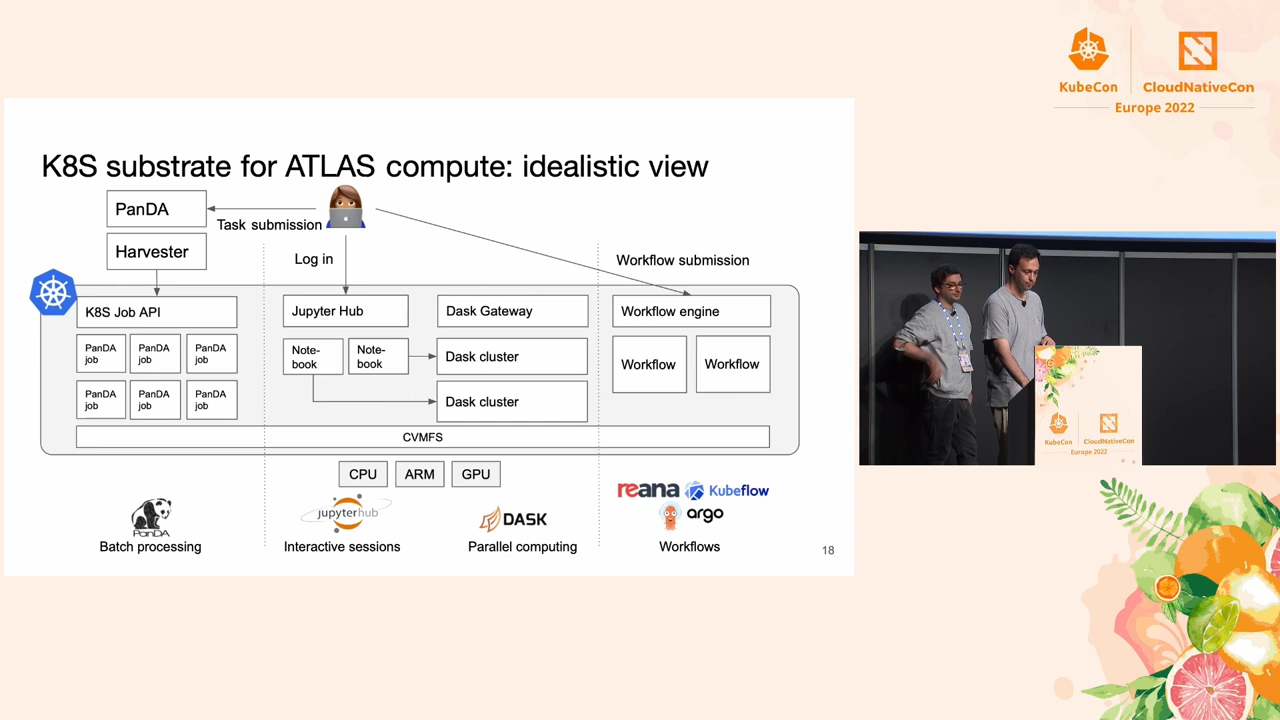 KubeCon
CloudNativeCon
Europe 2022
K8S substrate for ATLAS compute: idealistic view
PanDA
Task submission
Harvester
Log in
Workflow submission
K8S Job API
Jupyter Hub
Dask Gateway
Workflow engine
PanDA
job
PanDA
job
PanDA
job
Note-
book
Note-
book
Dask cluster
Workflow
Workflow
PanDA
job
PanDA
job
PanDA
job
Dask cluster
CVMFS
CPU
ARM
GPU
PanDA
jupyterhub
DASK
reana
Kubeflow
argo
Batch processing
Interactive sessions
Parallel computing
Workflows
18
KubeCon
CloudNativeCon
Europe 2022